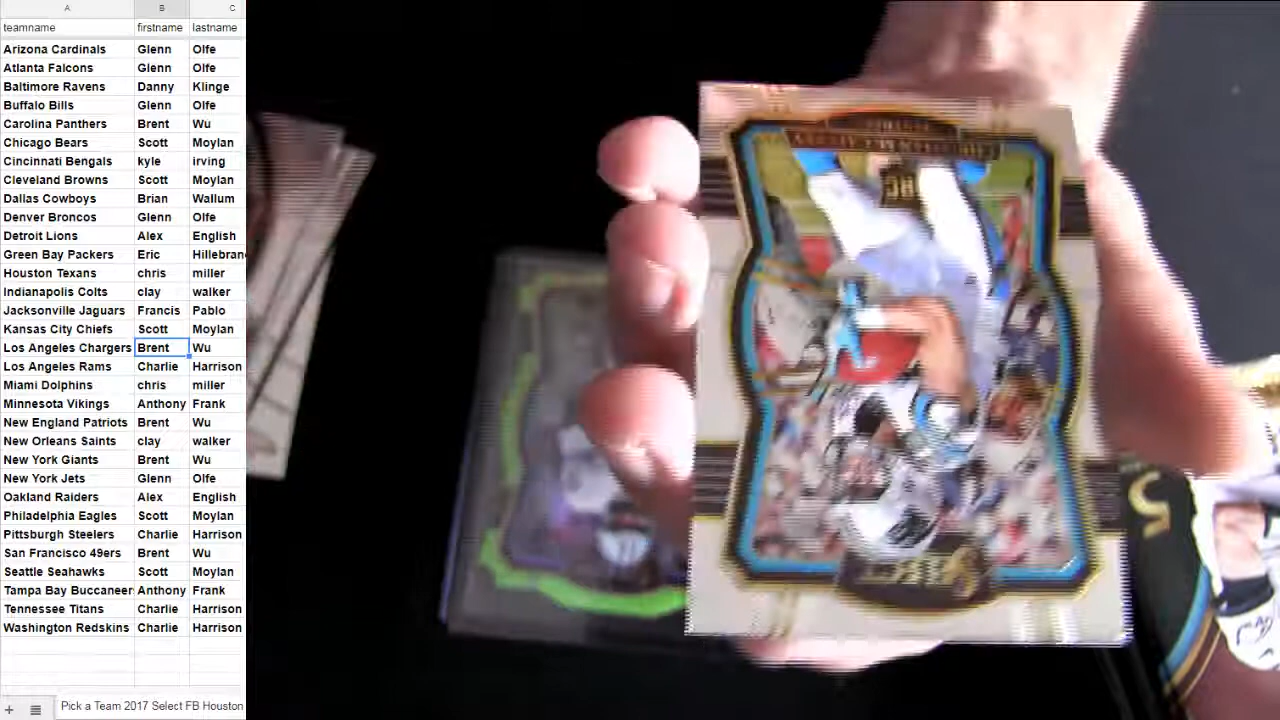 A B C
teamname firstname lastname
Arizona Cardinals Glenn Olfe
Atlanta Falcons Glenn Olfe
Baltimore Ravens Danny Klinge
Buffalo Bills Glenn Olfe
Carolina Panthers Brent Wu
Chicago Bears Scott Moylan
Cincinnati Bengals kyle irving
Cleveland Browns Scott Moylan
Dallas Cowboys Brian Wallum
Denver Broncos Glenn Olfe
Detroit Lions Alex English
Green Bay Packers Eric Hillebran
Houston Texans chris miller
Indianapolis Colts clay walker
Jacksonville Jaguars Francis Pablo
Kansas City Chiefs Scott Moylan
Los Angeles Chargers Brent Wu
Los Angeles Rams Charlie Harrison
Miami Dolphins chris miller
Minnesota Vikings Anthony Frank
New England Patriots Brent Wu
New Orleans Saints clay walker
New York Giants Brent Wu
New York Jets Glenn Olfe
Oakland Raiders Alex English
Philadelphia Eagles Scott Moylan
Pittsburgh Steelers Charlie Harrison
San Francisco 49ers Brent Wu
Seattle Seahawks Scott Moylan
Tampa Bay Buccaneer Anthony Frank
Tennessee Titans Charlie Harrison
Washington Redskins Charlie Harrison
Pick a Team 2017 Select FB Houston